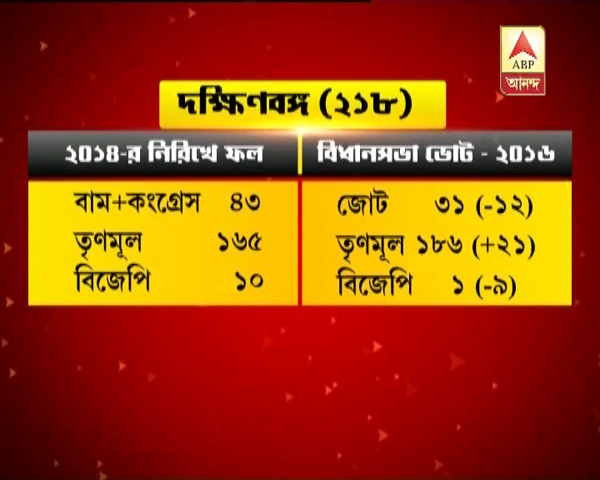 ABP
আনন্দ
দক্ষিণবঙ্গ (২১৮)
২০১৪-র নিরিখে ফল
বিধানসভা ভোট - ২০১৬
বাম+কংগ্রেস ৪৩
জোট ৩১ (-১২)
তৃণমূল ১৬৫
তৃণমূল ১৮৬ (+২১)
বিজেপি ১০
বিজেপি ১ (-৯)